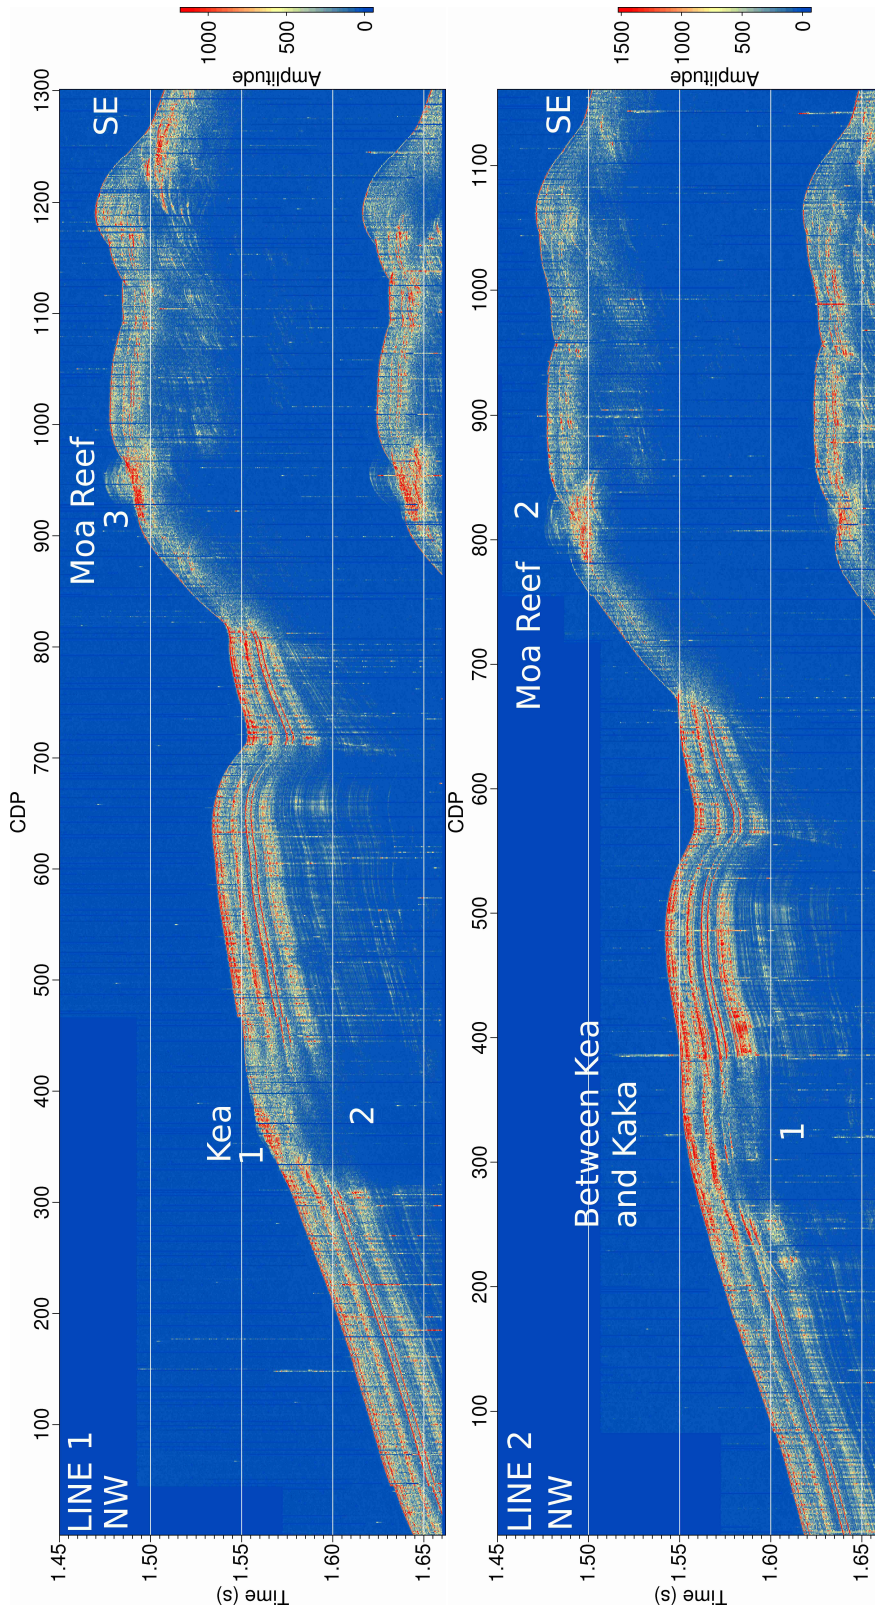 LINE 1
NW
Kea
1
2
Moa Reef
3
SE
CDP
100
200
300
400
500
600
700
800
900
1000
1100
1200
1300
Time (s)
1.45
1.50
1.55
1.60
1.65
Amplitude
0
500
1000
LINE 2
NW
Between Kea
and Kaka
1
Moa Reef
2
SE
CDP
100
200
300
400
500
600
700
800
900
1000
1100
Time (s)
1.45
1.50
1.55
1.60
1.65
Amplitude
0
500
1000
1500